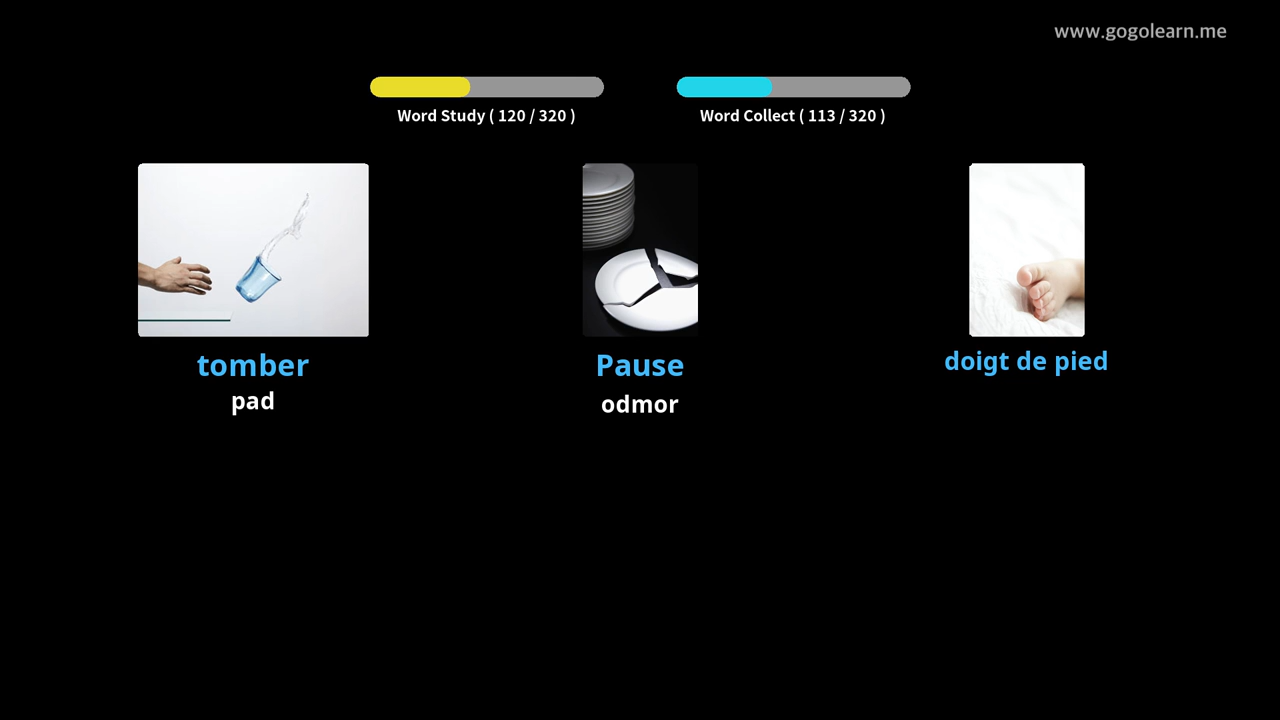 www.gogolearn.me
Word Study ( 120 / 320 )
Word Collect ( 113 / 320 )
tomber
pad
Pause
odmor
doigt de pied